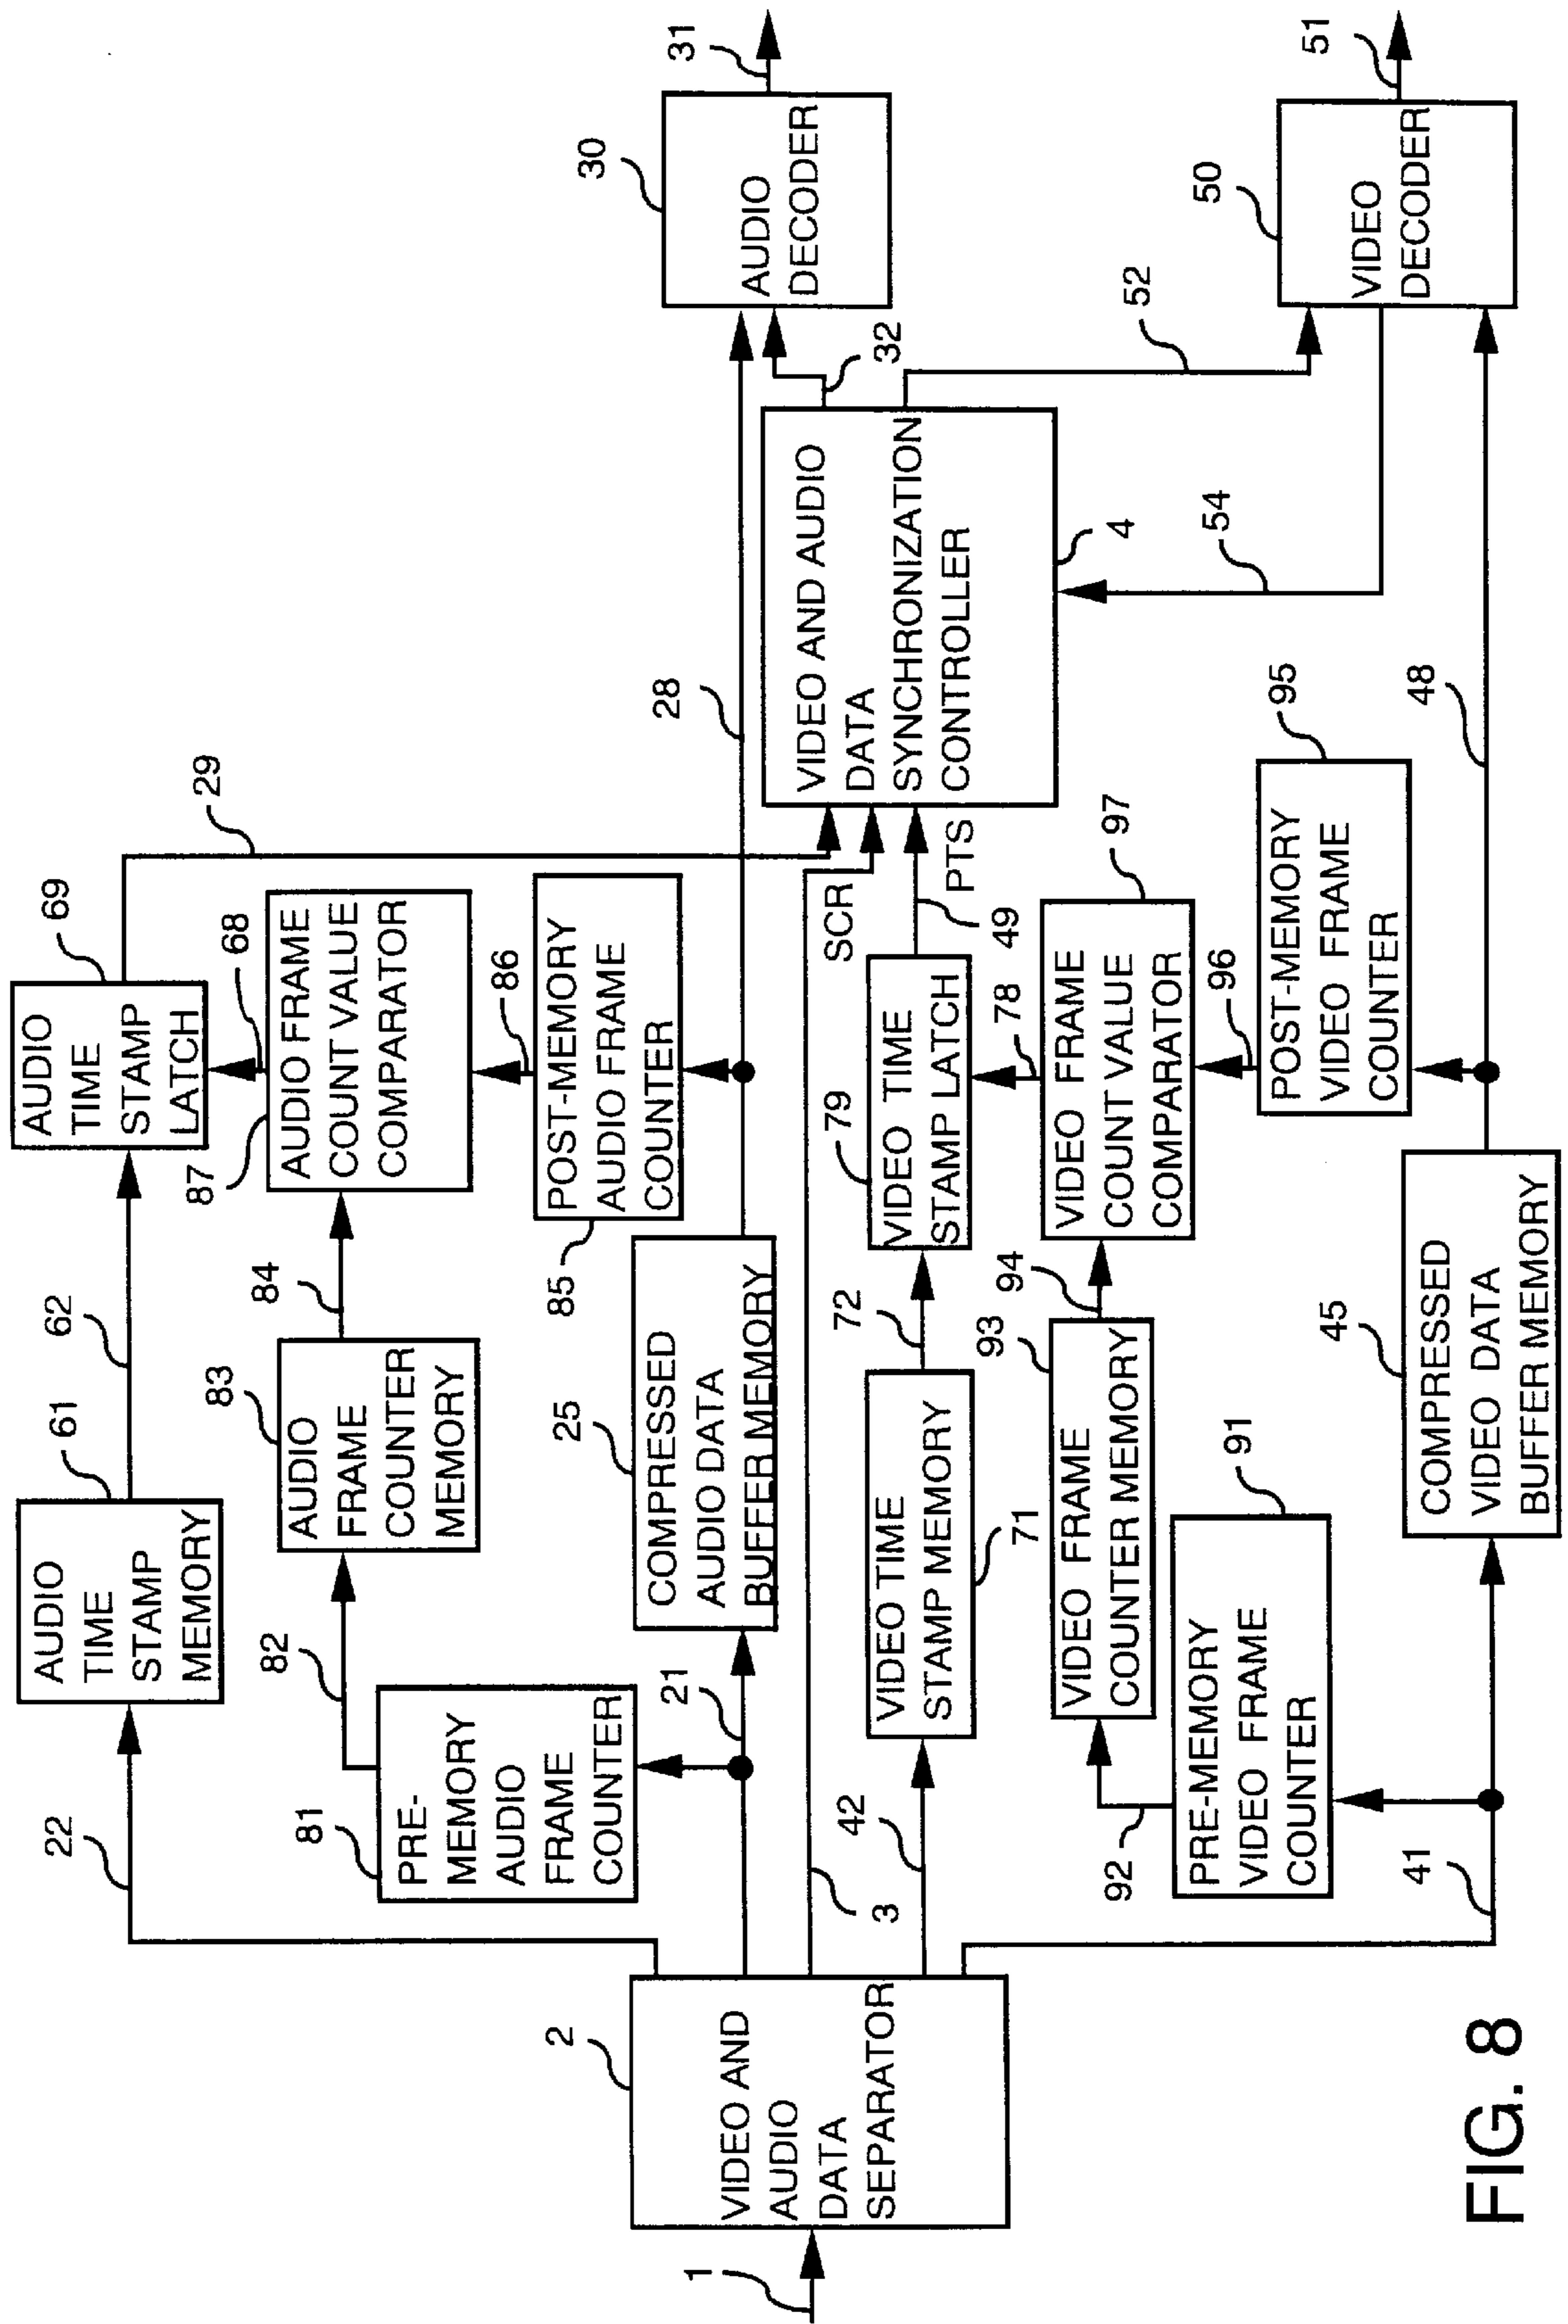 1
2
VIDEO AND
AUDIO
DATA
SEPARATOR
22
AUDIO
TIME
STAMP
MEMORY
61
62
AUDIO
TIME
STAMP
LATCH
69
29
81
PRE-
MEMORY
AUDIO
FRAME
COUNTER
82
83
AUDIO
FRAME
COUNTER
MEMORY
84
87
68
AUDIO FRAME
COUNT VALUE
COMPARATOR
86
85
POST-MEMORY
AUDIO FRAME
COUNTER
21
25
COMPRESSED
AUDIO DATA
BUFFER MEMORY
28
30
AUDIO
DECODER
31
32
3
SCR
VIDEO AND AUDIO
DATA
SYNCHRONIZATION
CONTROLLER
4
42
VIDEO TIME
STAMP MEMORY
71
72
79
VIDEO TIME
STAMP LATCH
49
PTS
78
92
93
VIDEO FRAME
COUNTER MEMORY
94
VIDEO FRAME
COUNT VALUE
COMPARATOR
97
96
PRE-MEMORY
VIDEO FRAME
COUNTER
91
POST-MEMORY
VIDEO FRAME
COUNTER
95
41
45
COMPRESSED
VIDEO DATA
BUFFER MEMORY
48
52
54
50
VIDEO
DECODER
51
FIG. 8